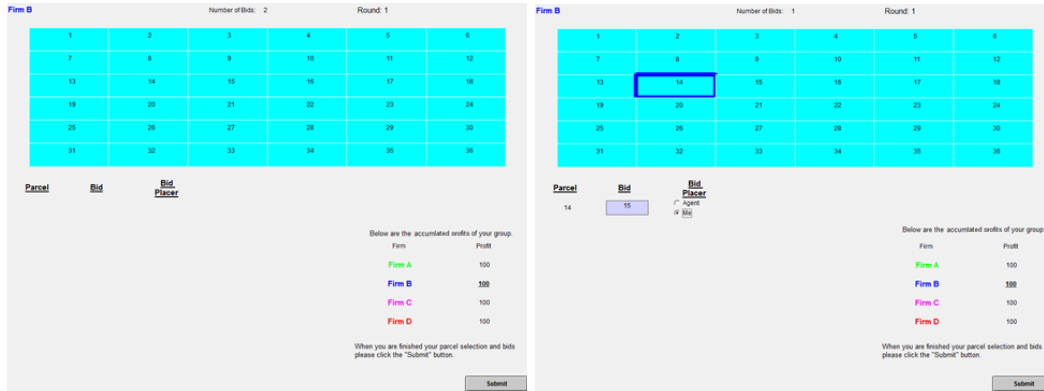 Firm B Number of Bids: 2 Round: 1
1 2 3 4 5 6
7 8 9 10 11 12
13 14 15 16 17 18
19 20 21 22 23 24
25 26 27 28 29 30
31 32 33 34 35 36
Parcel Bid Bid
Placer
Below are the accumlated profits of your group.
Firm Profit
Firm A 100
Firm B 100
Firm C 100
Firm D 100
When you are finished your parcel selection and bids
please click the "Submit" button.
Submit
Firm B Number of Bids: 1 Round: 1
1 2 3 4 5 6
7 8 9 10 11 12
13 14 15 16 17 18
19 20 21 22 23 24
25 26 27 28 29 30
31 32 33 34 35 36
Parcel Bid Bid
Placer
14 15 Agent
Me
Below are the accumlated profits of your group
Firm Profit
Firm A 100
Firm B 100
Firm C 100
Firm D 100
When you are finished your parcel selection and bids
please click the "Submit" button.
Submit